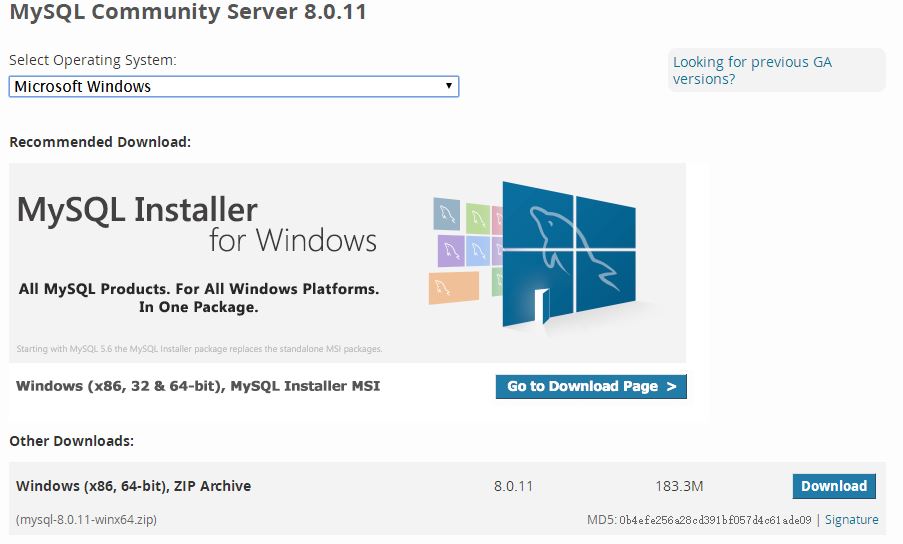 MySQL Community Server 8.0.11
Select Operating System:
Looking for previous GA
versions?
Microsoft Windows
Recommended Download:
MySQL Installer
for Windows
All MySQL Products. For All Windows Platforms.
In One Package.
Starting with MySQL 5.6 the MySQL Installer package replaces the standalone MSI packages.
Windows (x86, 32 & 64-bit), MySQL Installer MSI
Go to Download Page >
Other Downloads:
Windows (x86, 64-bit), ZIP Archive 8.0.11 183.3M Download
(mysql-8.0.11-winx64.zip) MD5: 0b4efe256a28cd391bf057d4c61ade09 | Signature